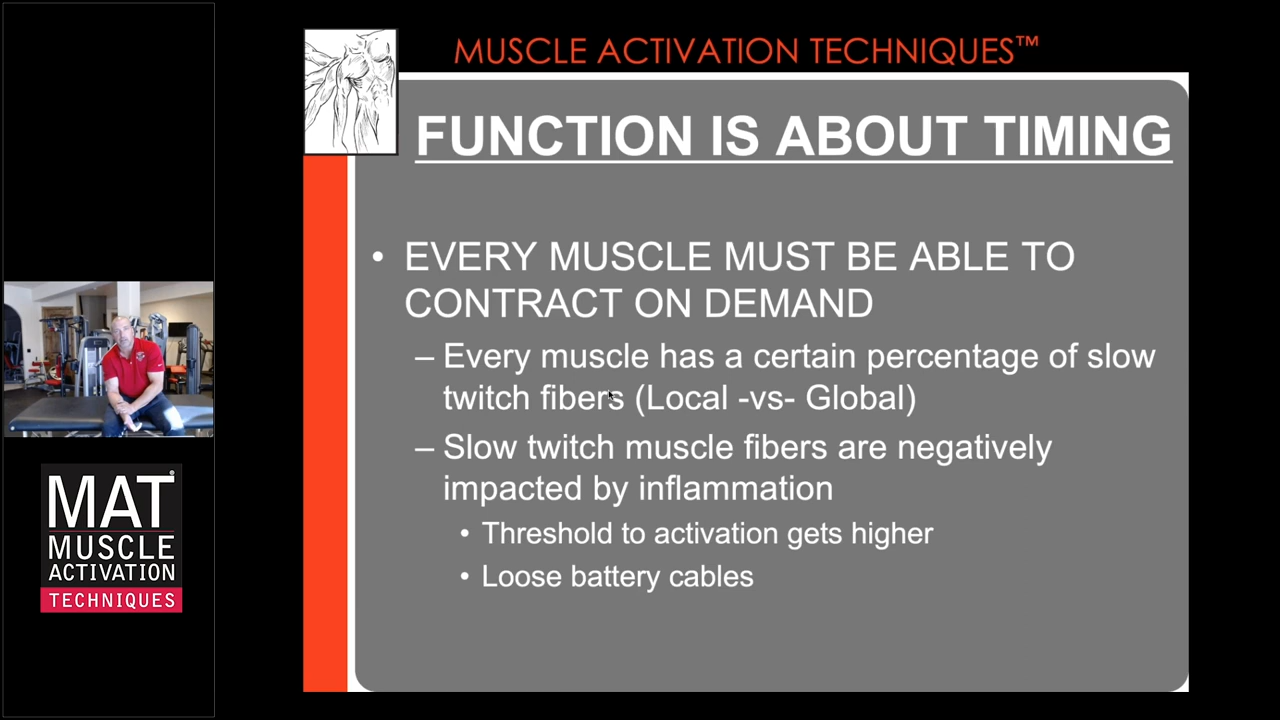 MUSCLE ACTIVATION TECHNIQUES™
FUNCTION IS ABOUT TIMING
• EVERY MUSCLE MUST BE ABLE TO
CONTRACT ON DEMAND
– Every muscle has a certain percentage of slow
twitch fibers (Local -vs- Global)
– Slow twitch muscle fibers are negatively
impacted by inflammation
• Threshold to activation gets higher
• Loose battery cables
MAT®
MUSCLE
ACTIVATION
TECHNIQUES